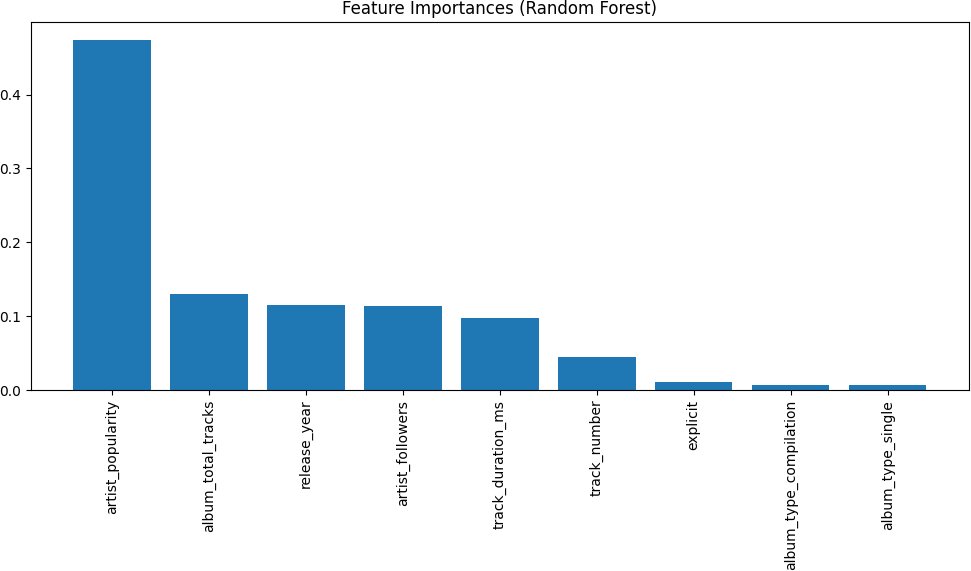 Feature Importances (Random Forest)
0.4
0.3
0.2
0.1
0.0
artist_popularity
album_total_tracks
release_year
artist_followers
track_duration_ms
track_number
explicit
album_type_compilation
album_type_single